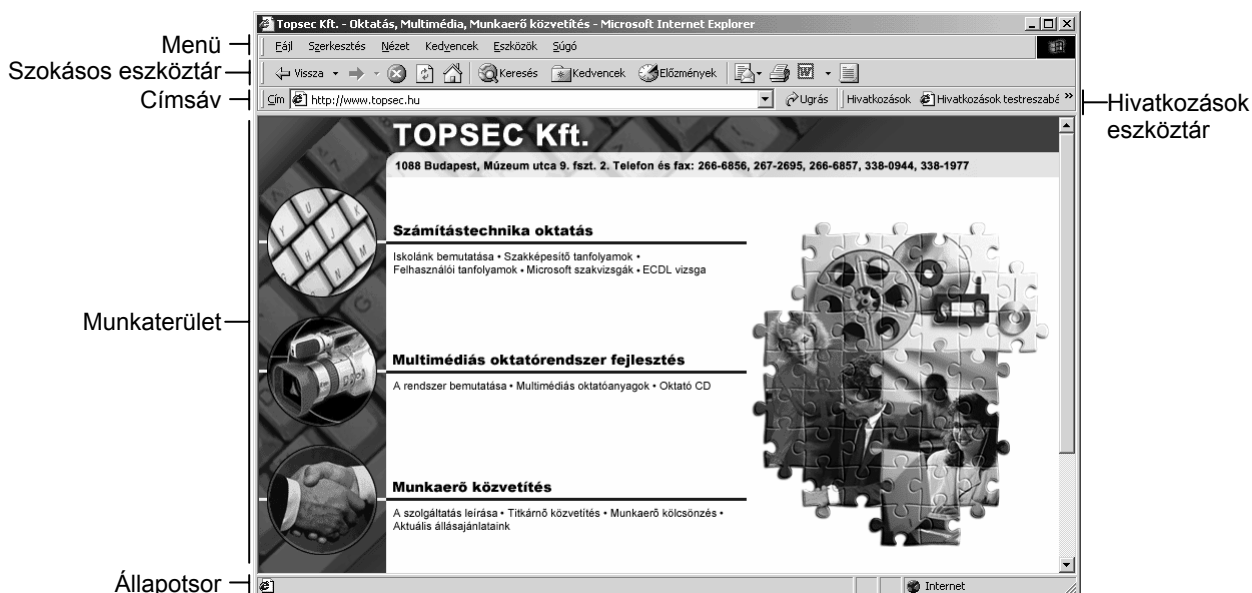 Topsec Kft. - Oktatás, Multimédia, Munkaerő közvetítés - Microsoft Internet Explorer
Menü
Fájl Szerkesztés Nézet Kedvencek Eszközök Súgó
Szokásos eszköztár
Vissza Keresés Kedvencek Előzmények
Címsáv
Cím http://www.topsec.hu Ugrás Hivatkozások Hivatkozások testreszabá »
Hivatkozások
eszköztár
TOPSEC Kft.
1088 Budapest, Múzeum utca 9. fszt. 2. Telefon és fax: 266-6856, 267-2695, 266-6857, 338-0944, 338-1977
Számítástechnika oktatás
Iskolánk bemutatása • Szakképesítő tanfolyamok •
Felhasználói tanfolyamok • Microsoft szakvizsgák • ECDL vizsga
Munkaterület
Multimédiás oktatórendszer fejlesztés
A rendszer bemutatása • Multimédiás oktatóanyagok • Oktató CD
Munkaerő közvetítés
A szolgáltatás leírása • Titkárnő közvetítés • Munkaerő kölcsönzés •
Aktuális állásajánlataink
Állapotsor
Internet